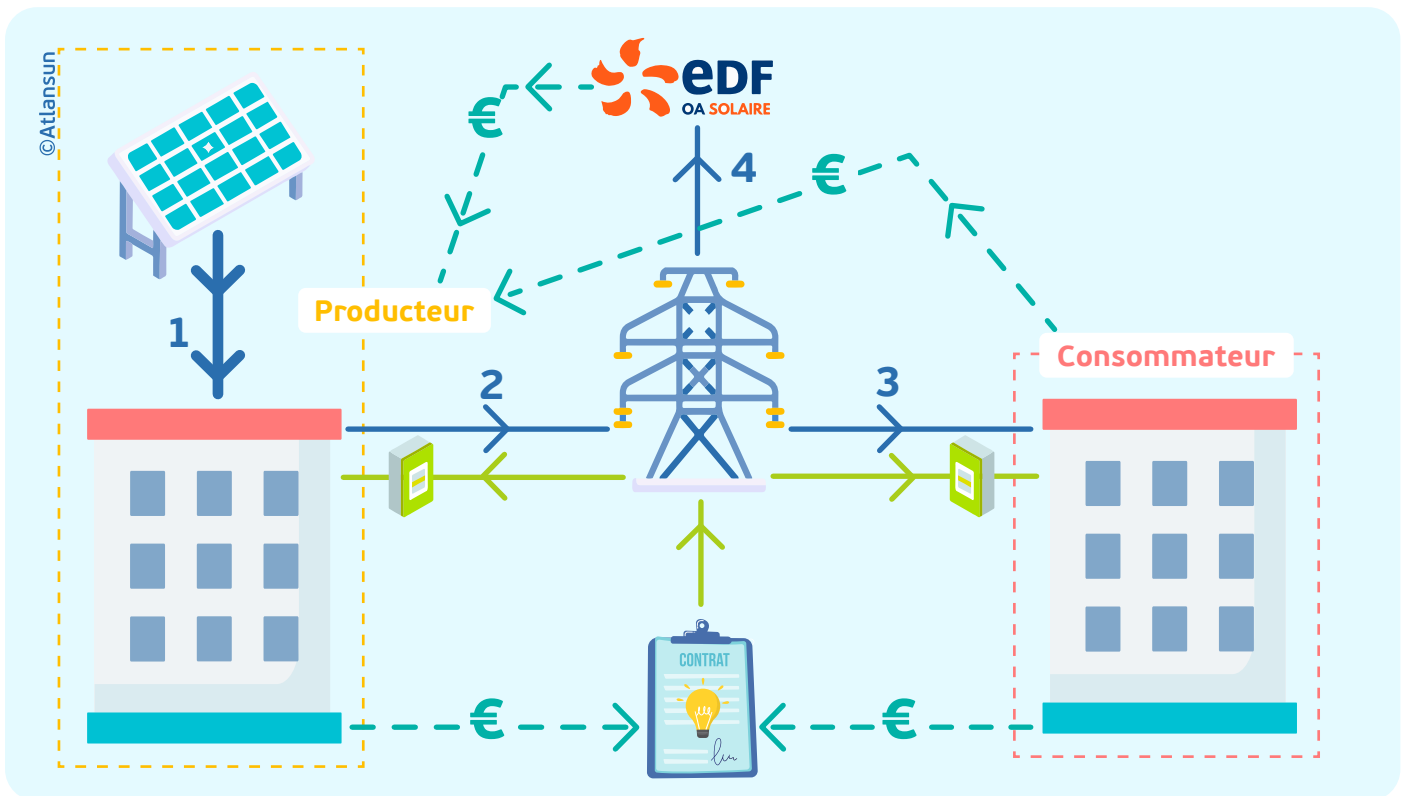 ©Atlansun
eDF
OA SOLAIRE
€
4
€
1
Producteur
Consommateur
2
3
CONTRAT
€
€